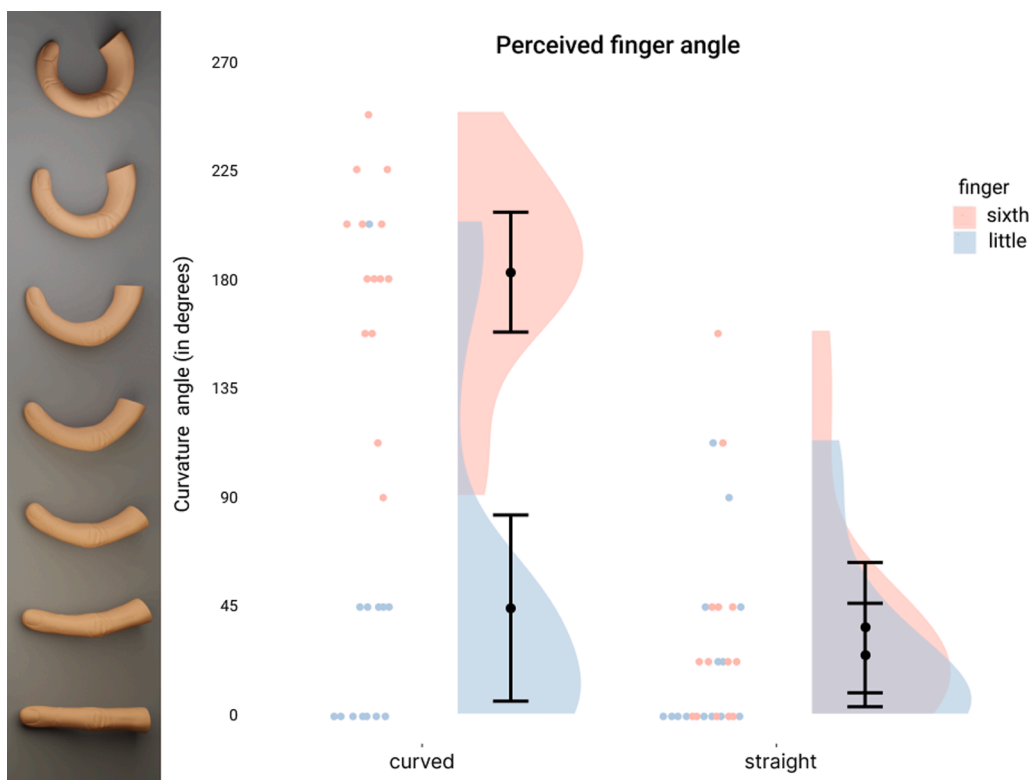 Perceived finger angle
270
225
180
135
90
45
0
Curvature angle (in degrees)
curved
straight
finger
sixth
little